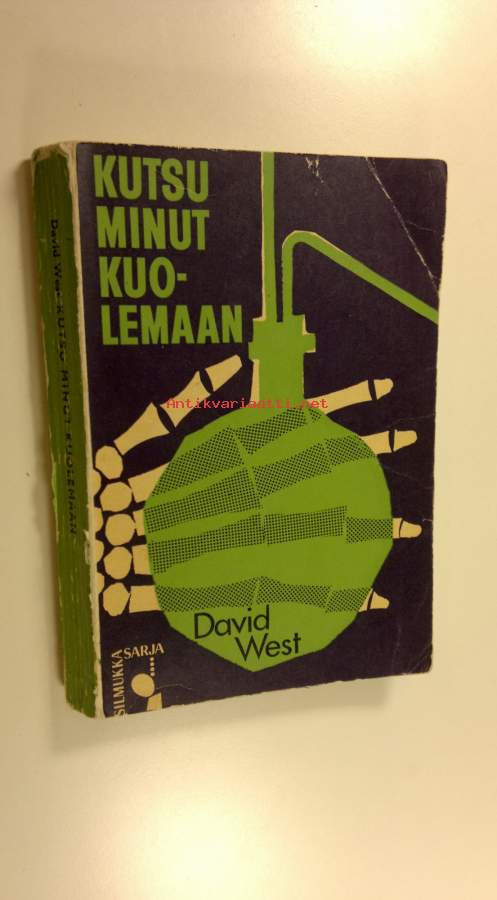 KUTSU
MINUT
KUO-
LEMAAN
Antikvariaatti.net
David
West
SILMUKKA
SARJA
David West KUTSU MINUT KUOLEMAAN